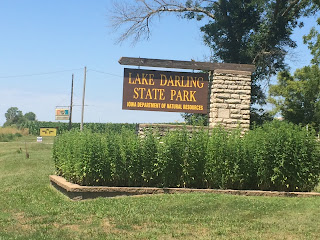 LAKE DARLING
STATE PARK
IOWA DEPARTMENT OF NATURAL RESOURCES